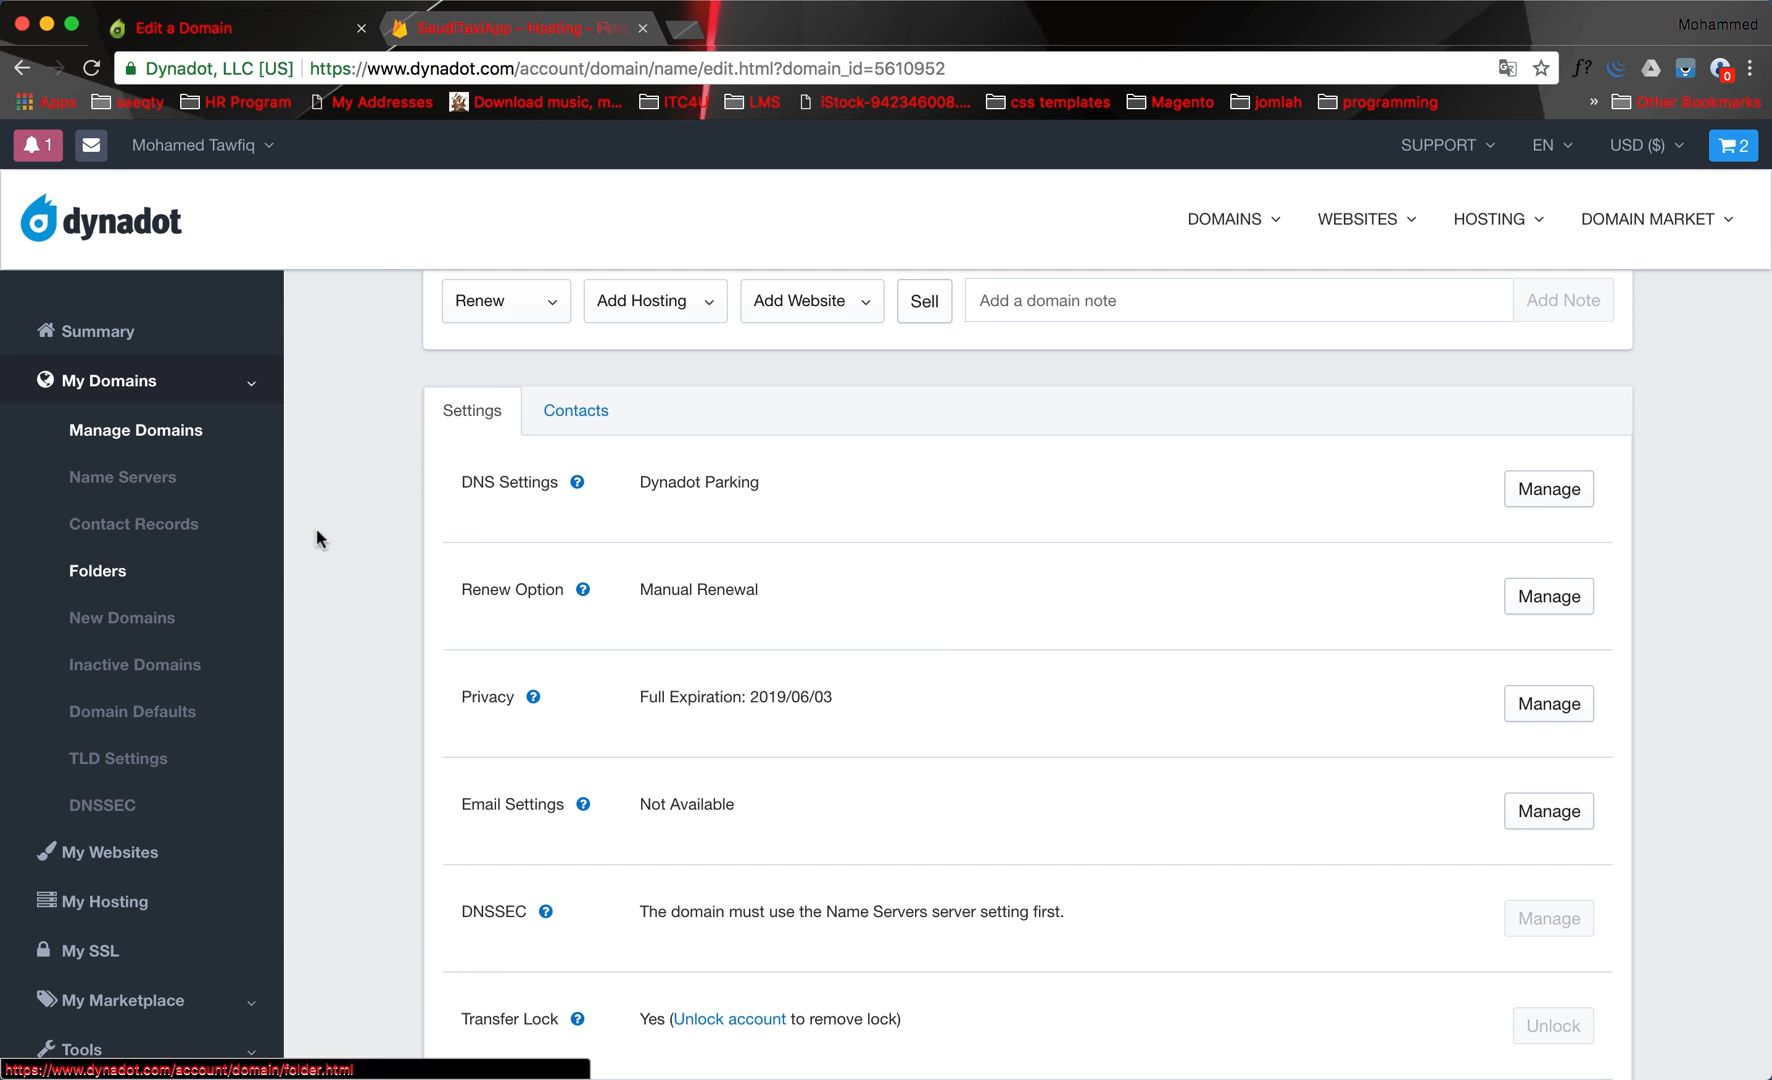 Mohammed
Edit a Domain
SaudiTaxiApp – Hosting – Fire
Dynadot, LLC [US] https://www.dynadot.com/account/domain/name/edit.html?domain_id=5610952
f?
0
Apps saeqty HR Program My Addresses Download music, m... ITC4U LMS iStock-942346008.... css templates Magento jomlah programming » Other Bookmarks
1 Mohamed Tawfiq SUPPORT EN USD ($) 2
dynadot DOMAINS WEBSITES HOSTING DOMAIN MARKET
Renew Add Hosting Add Website Sell Add a domain note Add Note
Summary
My Domains
Manage Domains
Name Servers
Contact Records
Folders
New Domains
Inactive Domains
Domain Defaults
TLD Settings
DNSSEC
My Websites
My Hosting
My SSL
My Marketplace
Tools
Settings Contacts
DNS Settings ? Dynadot Parking Manage
Renew Option ? Manual Renewal Manage
Privacy ? Full Expiration: 2019/06/03 Manage
Email Settings ? Not Available Manage
DNSSEC ? The domain must use the Name Servers server setting first. Manage
Transfer Lock ? Yes (Unlock account to remove lock) Unlock
https://www.dynadot.com/account/domain/folder.html